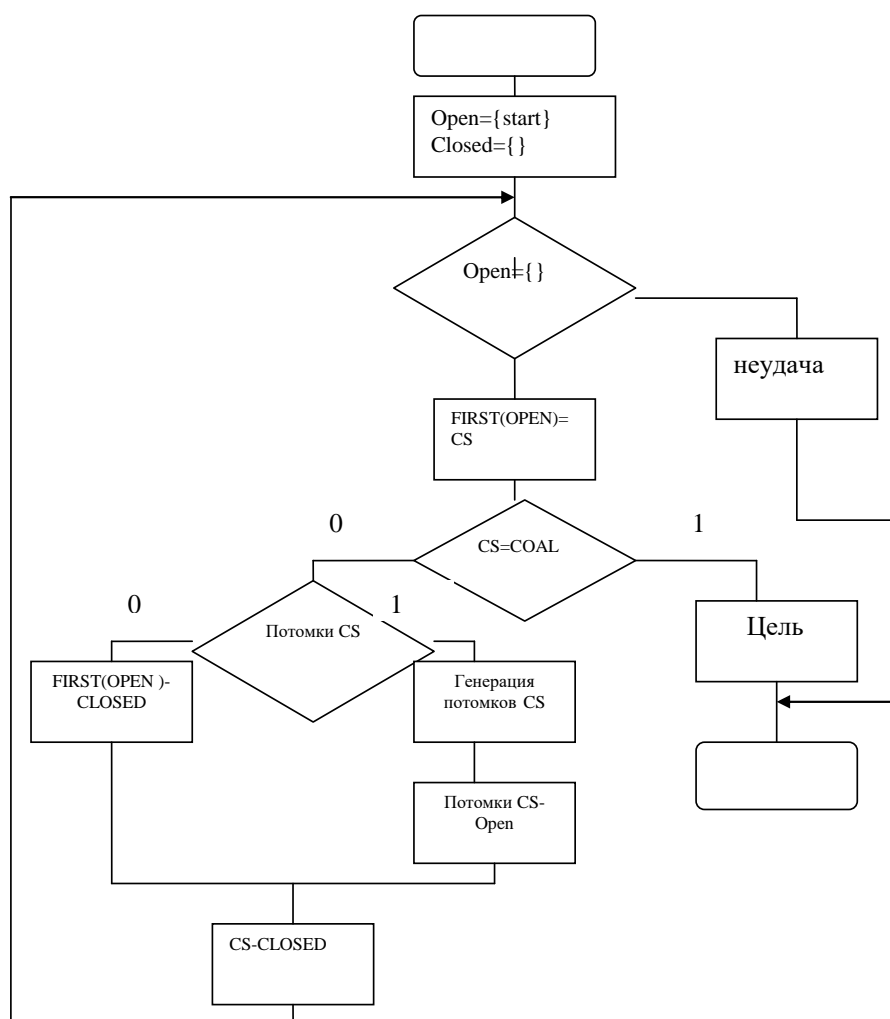 Open={start}
Closed={}
Open≠{}
неудача
FIRST(OPEN)=
CS
0
1
CS=COAL
0
1
Потомки CS
Цель
FIRST(OPEN )-
CLOSED
Генерация
потомков CS
Потомки CS-
Open
CS-CLOSED